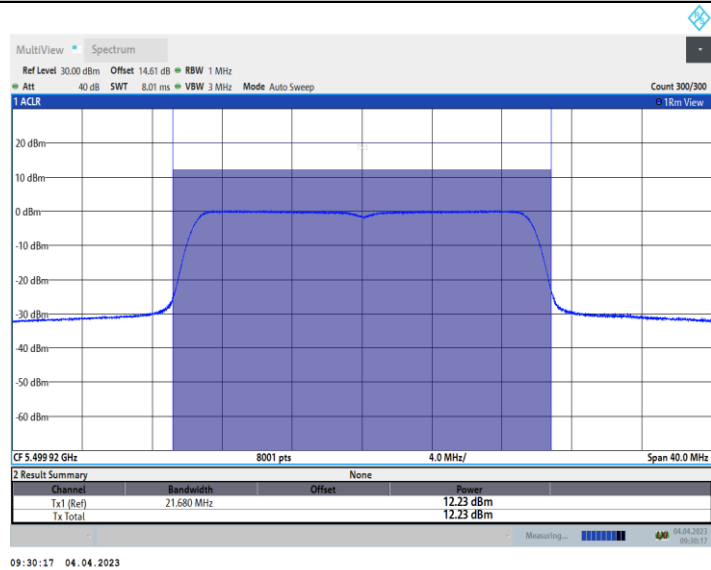 MultiView Spectrum
Ref Level 30.00 dBm Offset 14.61 dB RBW 1 MHz
Att 40 dB SWT 8.01 ms VBW 3 MHz Mode Auto Sweep Count 300/300
1 ACLR 1Rm View
20 dBm
10 dBm
0 dBm
-10 dBm
-20 dBm
-30 dBm
-40 dBm
-50 dBm
-60 dBm
CF 5.499 92 GHz 8001 pts 4.0 MHz/ Span 40.0 MHz
2 Result Summary None
Channel Bandwidth Offset Power
Tx1 (Ref) 21.680 MHz 12.23 dBm
Tx Total 12.23 dBm
Measuring... 04.04.2023
09:30:17
09:30:17 04.04.2023